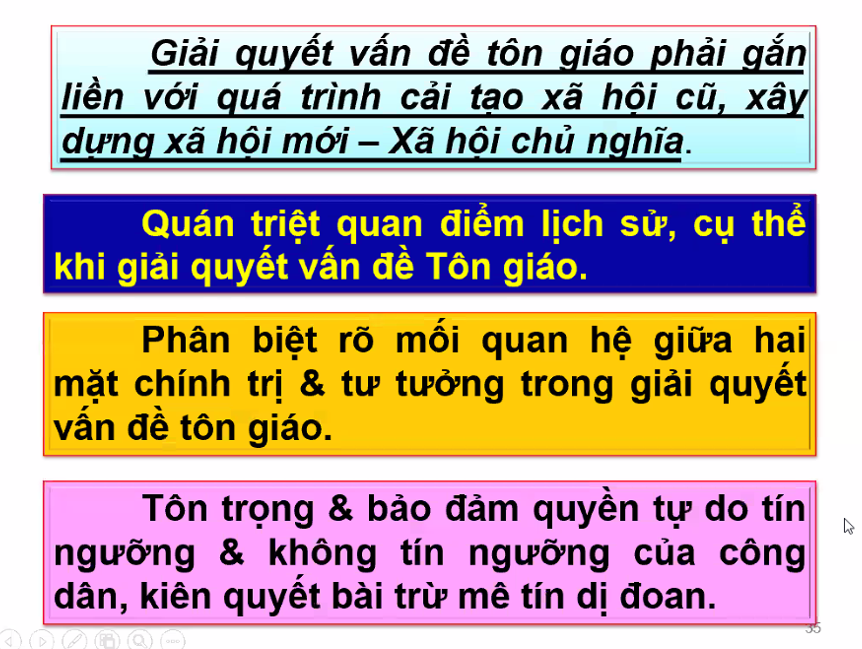 Giải quyết vấn đề tôn giáo phải gắn
liền với quá trình cải tạo xã hội cũ, xây
dựng xã hội mới – Xã hội chủ nghĩa.
Quán triệt quan điểm lịch sử, cụ thể
khi giải quyết vấn đề Tôn giáo.
Phân biệt rõ mối quan hệ giữa hai
mặt chính trị & tư tưởng trong giải quyết
vấn đề tôn giáo.
Tôn trọng & bảo đảm quyền tự do tín
ngưỡng & không tín ngưỡng của công
dân, kiên quyết bài trừ mê tín dị đoan.
35